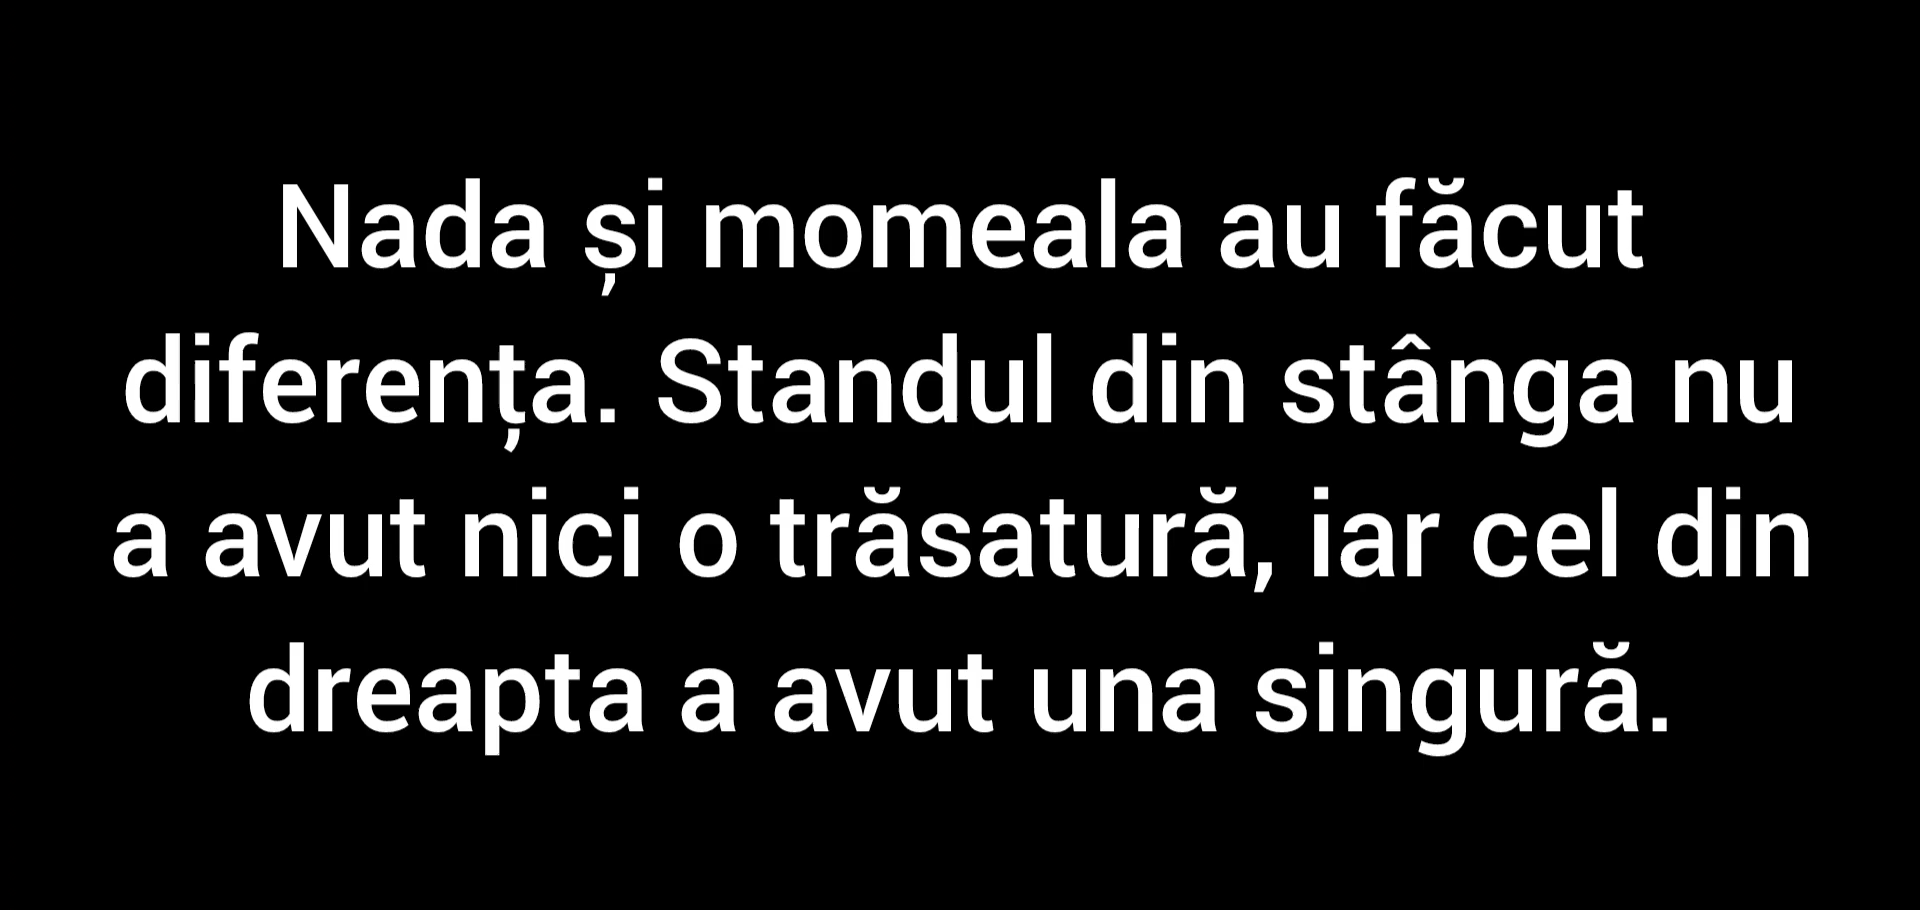 Nada și momeala au făcut
diferența. Standul din stânga nu
a avut nici o trăsatură, iar cel din
dreapta a avut una singură.